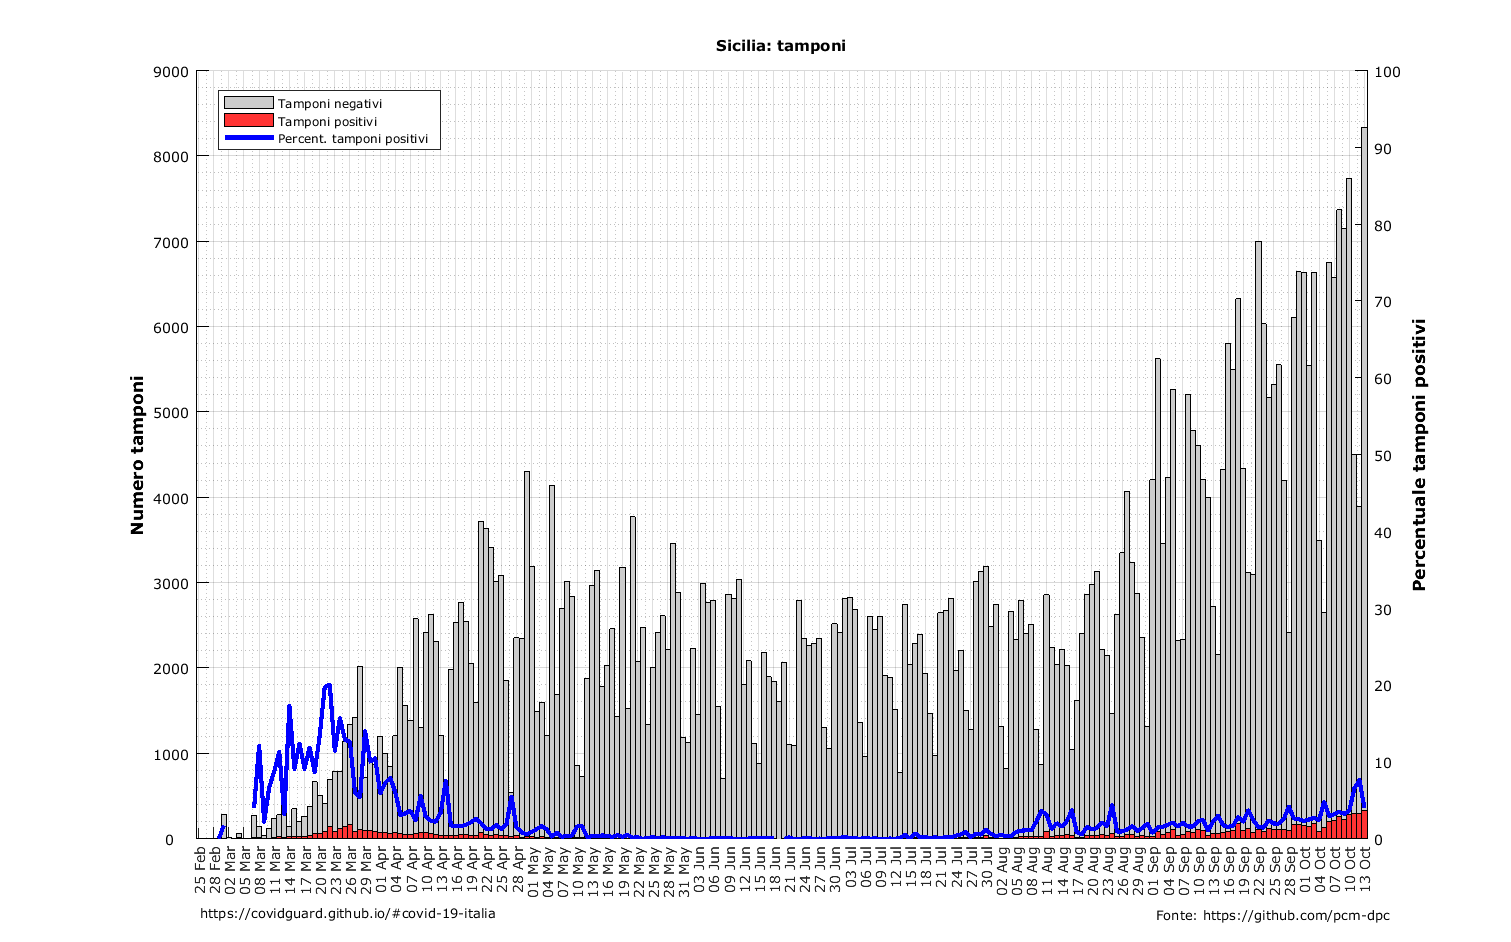 Sicilia: tamponi
Tamponi negativi
Tamponi positivi
Percent. tamponi positivi
Numero tamponi
9000
8000
7000
6000
5000
4000
3000
2000
1000
0
Percentuale tamponi positivi
100
90
80
70
60
50
40
30
20
10
0
25 Feb
28 Feb
02 Mar
05 Mar
08 Mar
11 Mar
14 Mar
17 Mar
20 Mar
23 Mar
26 Mar
29 Mar
01 Apr
04 Apr
07 Apr
10 Apr
13 Apr
16 Apr
19 Apr
22 Apr
25 Apr
28 Apr
01 May
04 May
07 May
10 May
13 May
16 May
19 May
22 May
25 May
28 May
31 May
03 Jun
06 Jun
09 Jun
12 Jun
15 Jun
18 Jun
21 Jun
24 Jun
27 Jun
30 Jun
03 Jul
06 Jul
09 Jul
12 Jul
15 Jul
18 Jul
21 Jul
24 Jul
27 Jul
30 Jul
02 Aug
05 Aug
08 Aug
11 Aug
14 Aug
17 Aug
20 Aug
23 Aug
26 Aug
29 Aug
01 Sep
04 Sep
07 Sep
10 Sep
13 Sep
16 Sep
19 Sep
22 Sep
25 Sep
28 Sep
01 Oct
04 Oct
07 Oct
10 Oct
13 Oct
https://covidguard.github.io/#covid-19-italia
Fonte: https://github.com/pcm-dpc